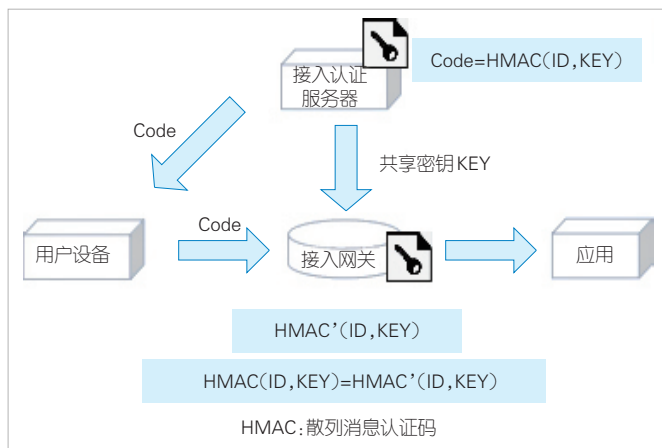 接入认证
服务器
Code=HMAC(ID,KEY)
Code
共享密钥KEY
用户设备
Code
接入网关
应用
HMAC’(ID,KEY)
HMAC(ID,KEY)=HMAC’(ID,KEY)
HMAC:散列消息认证码